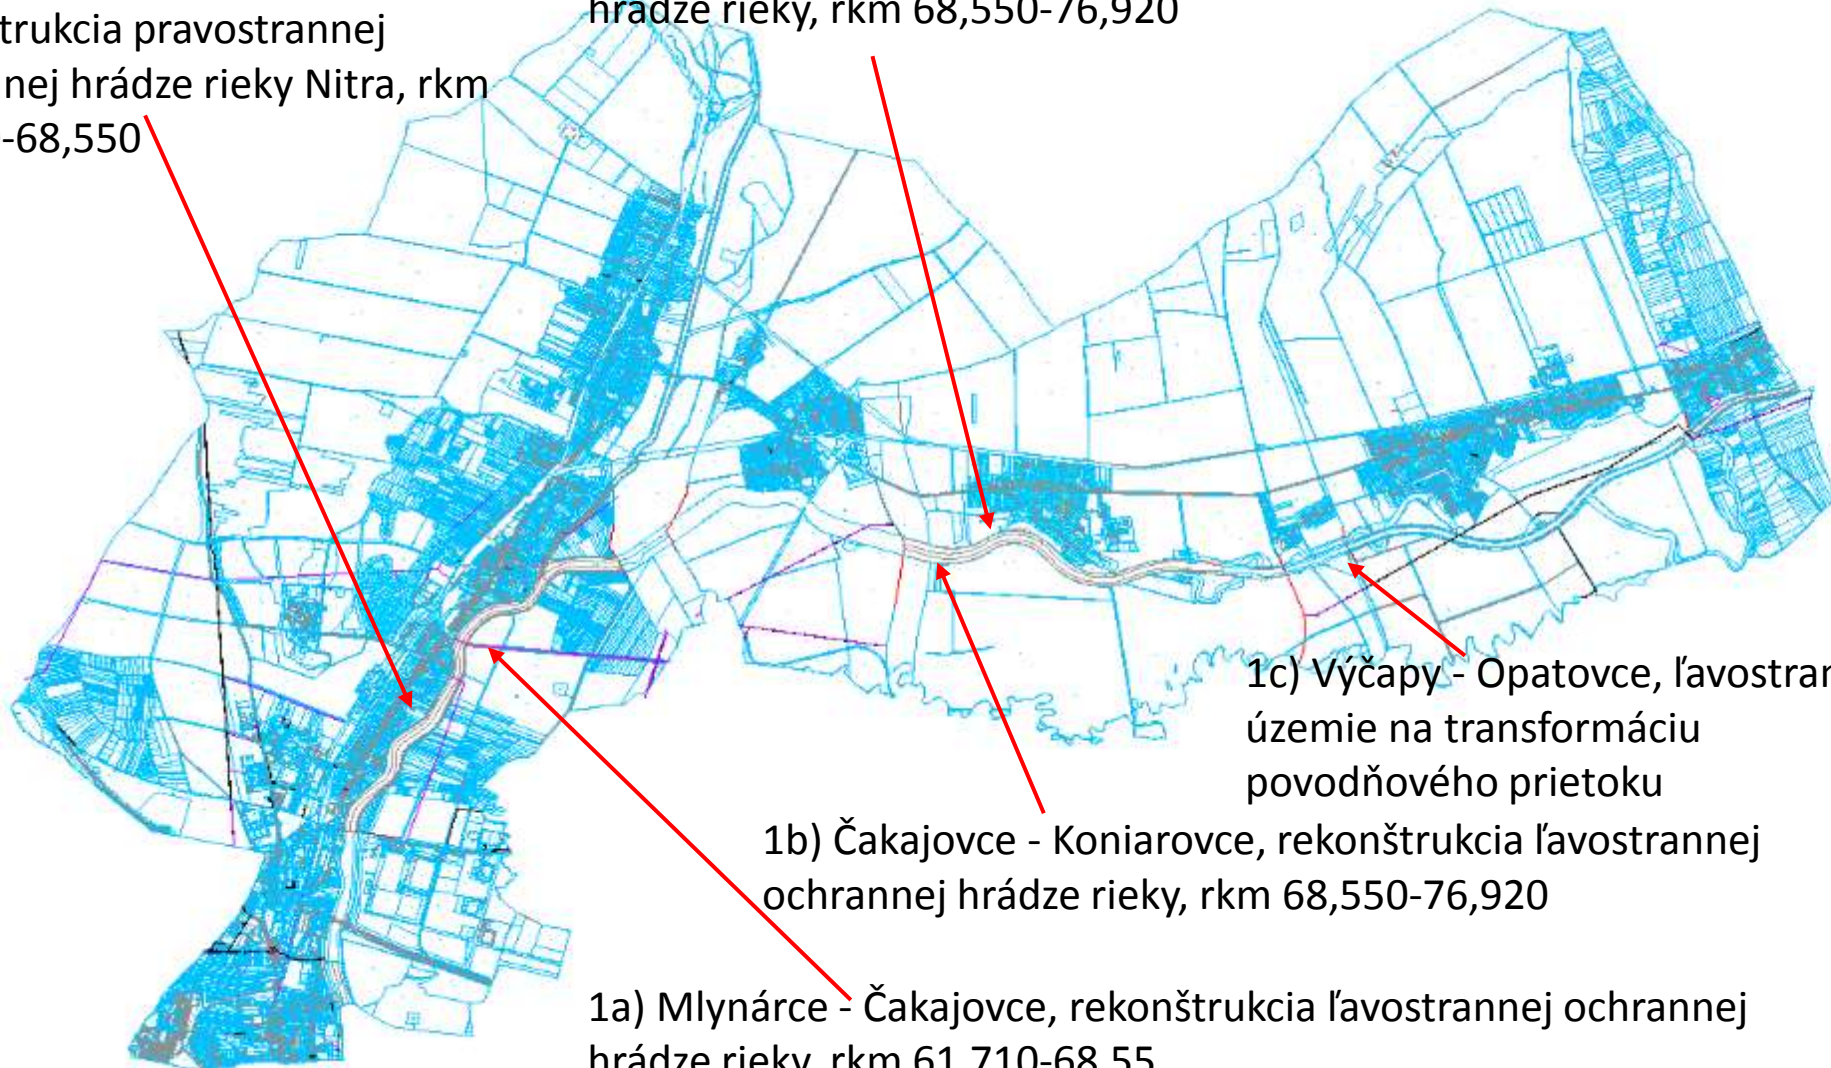 hrádze rieky, rkm 68,550-76,920
trukcia pravostrannej
nej hrádze rieky Nitra, rkm
-68,550
1c) Výčapy - Opatovce, ľavostran
územie na transformáciu
povodňového prietoku
1b) Čakajovce - Koniarovce, rekonštrukcia ľavostrannej
ochrannej hrádze rieky, rkm 68,550-76,920
1a) Mlynárce - Čakajovce, rekonštrukcia ľavostrannej ochrannej
hrádze rieky, rkm 61,710-68,55